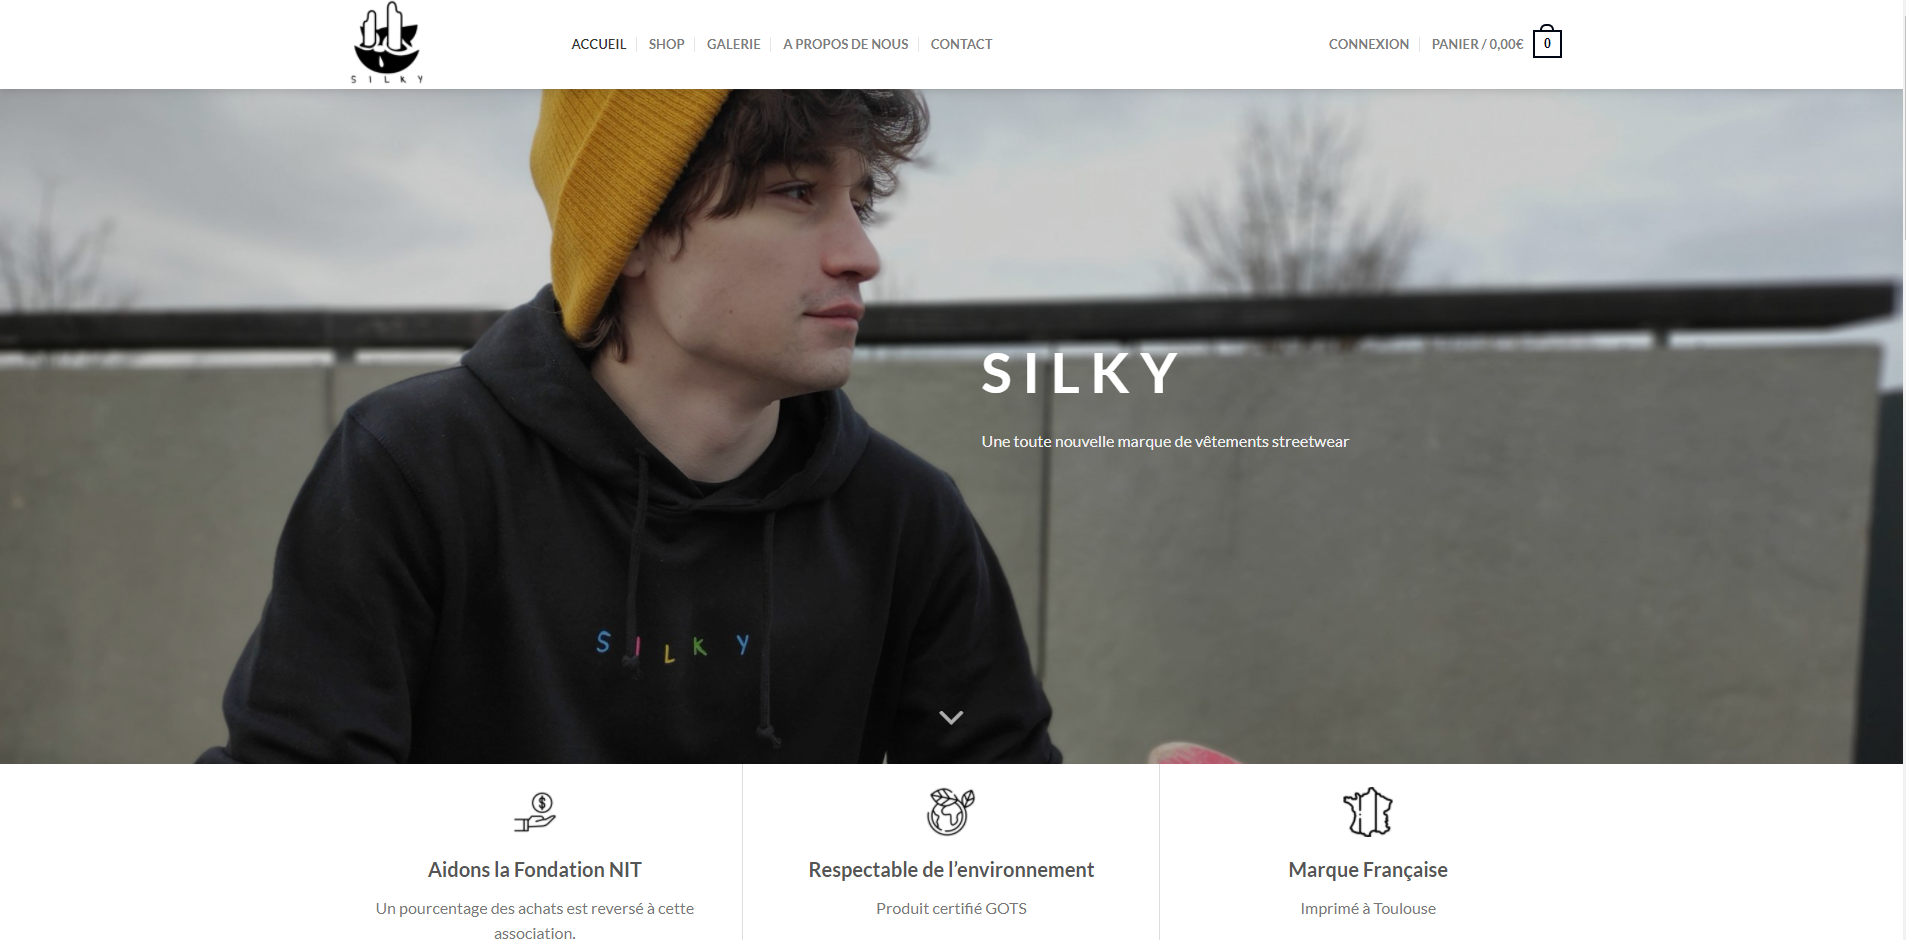 SILKY
ACCUEIL SHOP GALERIE A PROPOS DE NOUS CONTACT CONNEXION PANIER / 0,00€ 0
SILKY
Une toute nouvelle marque de vêtements streetwear
SILKY
Aidons la Fondation NIT
Un pourcentage des achats est reversé à cette
association.
Respectable de l’environnement
Produit certifié GOTS
Marque Française
Imprimé à Toulouse